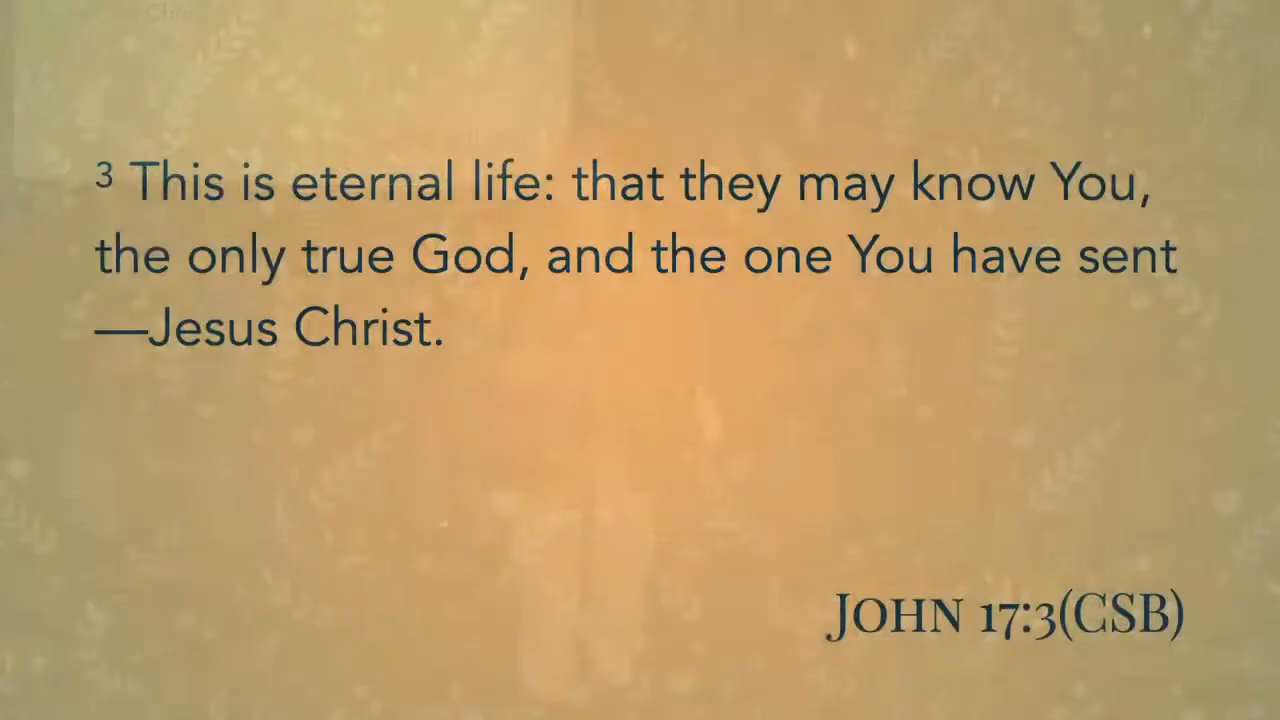 ³ This is eternal life: that they may know You,
the only true God, and the one You have sent
—Jesus Christ.
JOHN 17:3(CSB)